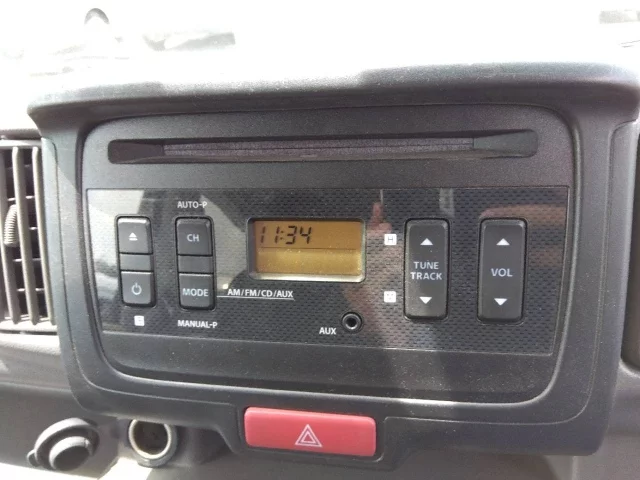 AUTO-P
CH
MODE
MANUAL-P
11:34
AM/FM/CD/AUX
AUX
H
TUNE
TRACK
VOL